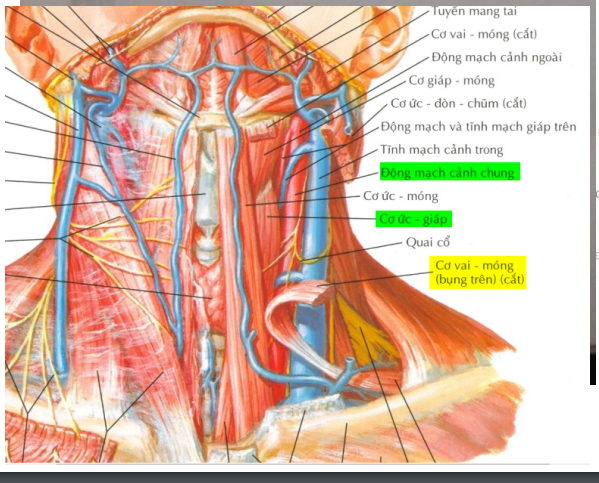 Tuyến mang tai
Cơ vai - móng (cắt)
Động mạch cảnh ngoài
Cơ giáp - móng
Cơ ức - đòn - chũm (cắt)
Động mạch và tĩnh mạch giáp trên
Tĩnh mạch cảnh trong
Động mạch cảnh chung
Cơ ức - móng
Cơ ức - giáp
Quai cổ
Cơ vai - móng
(bụng trên) (cắt)